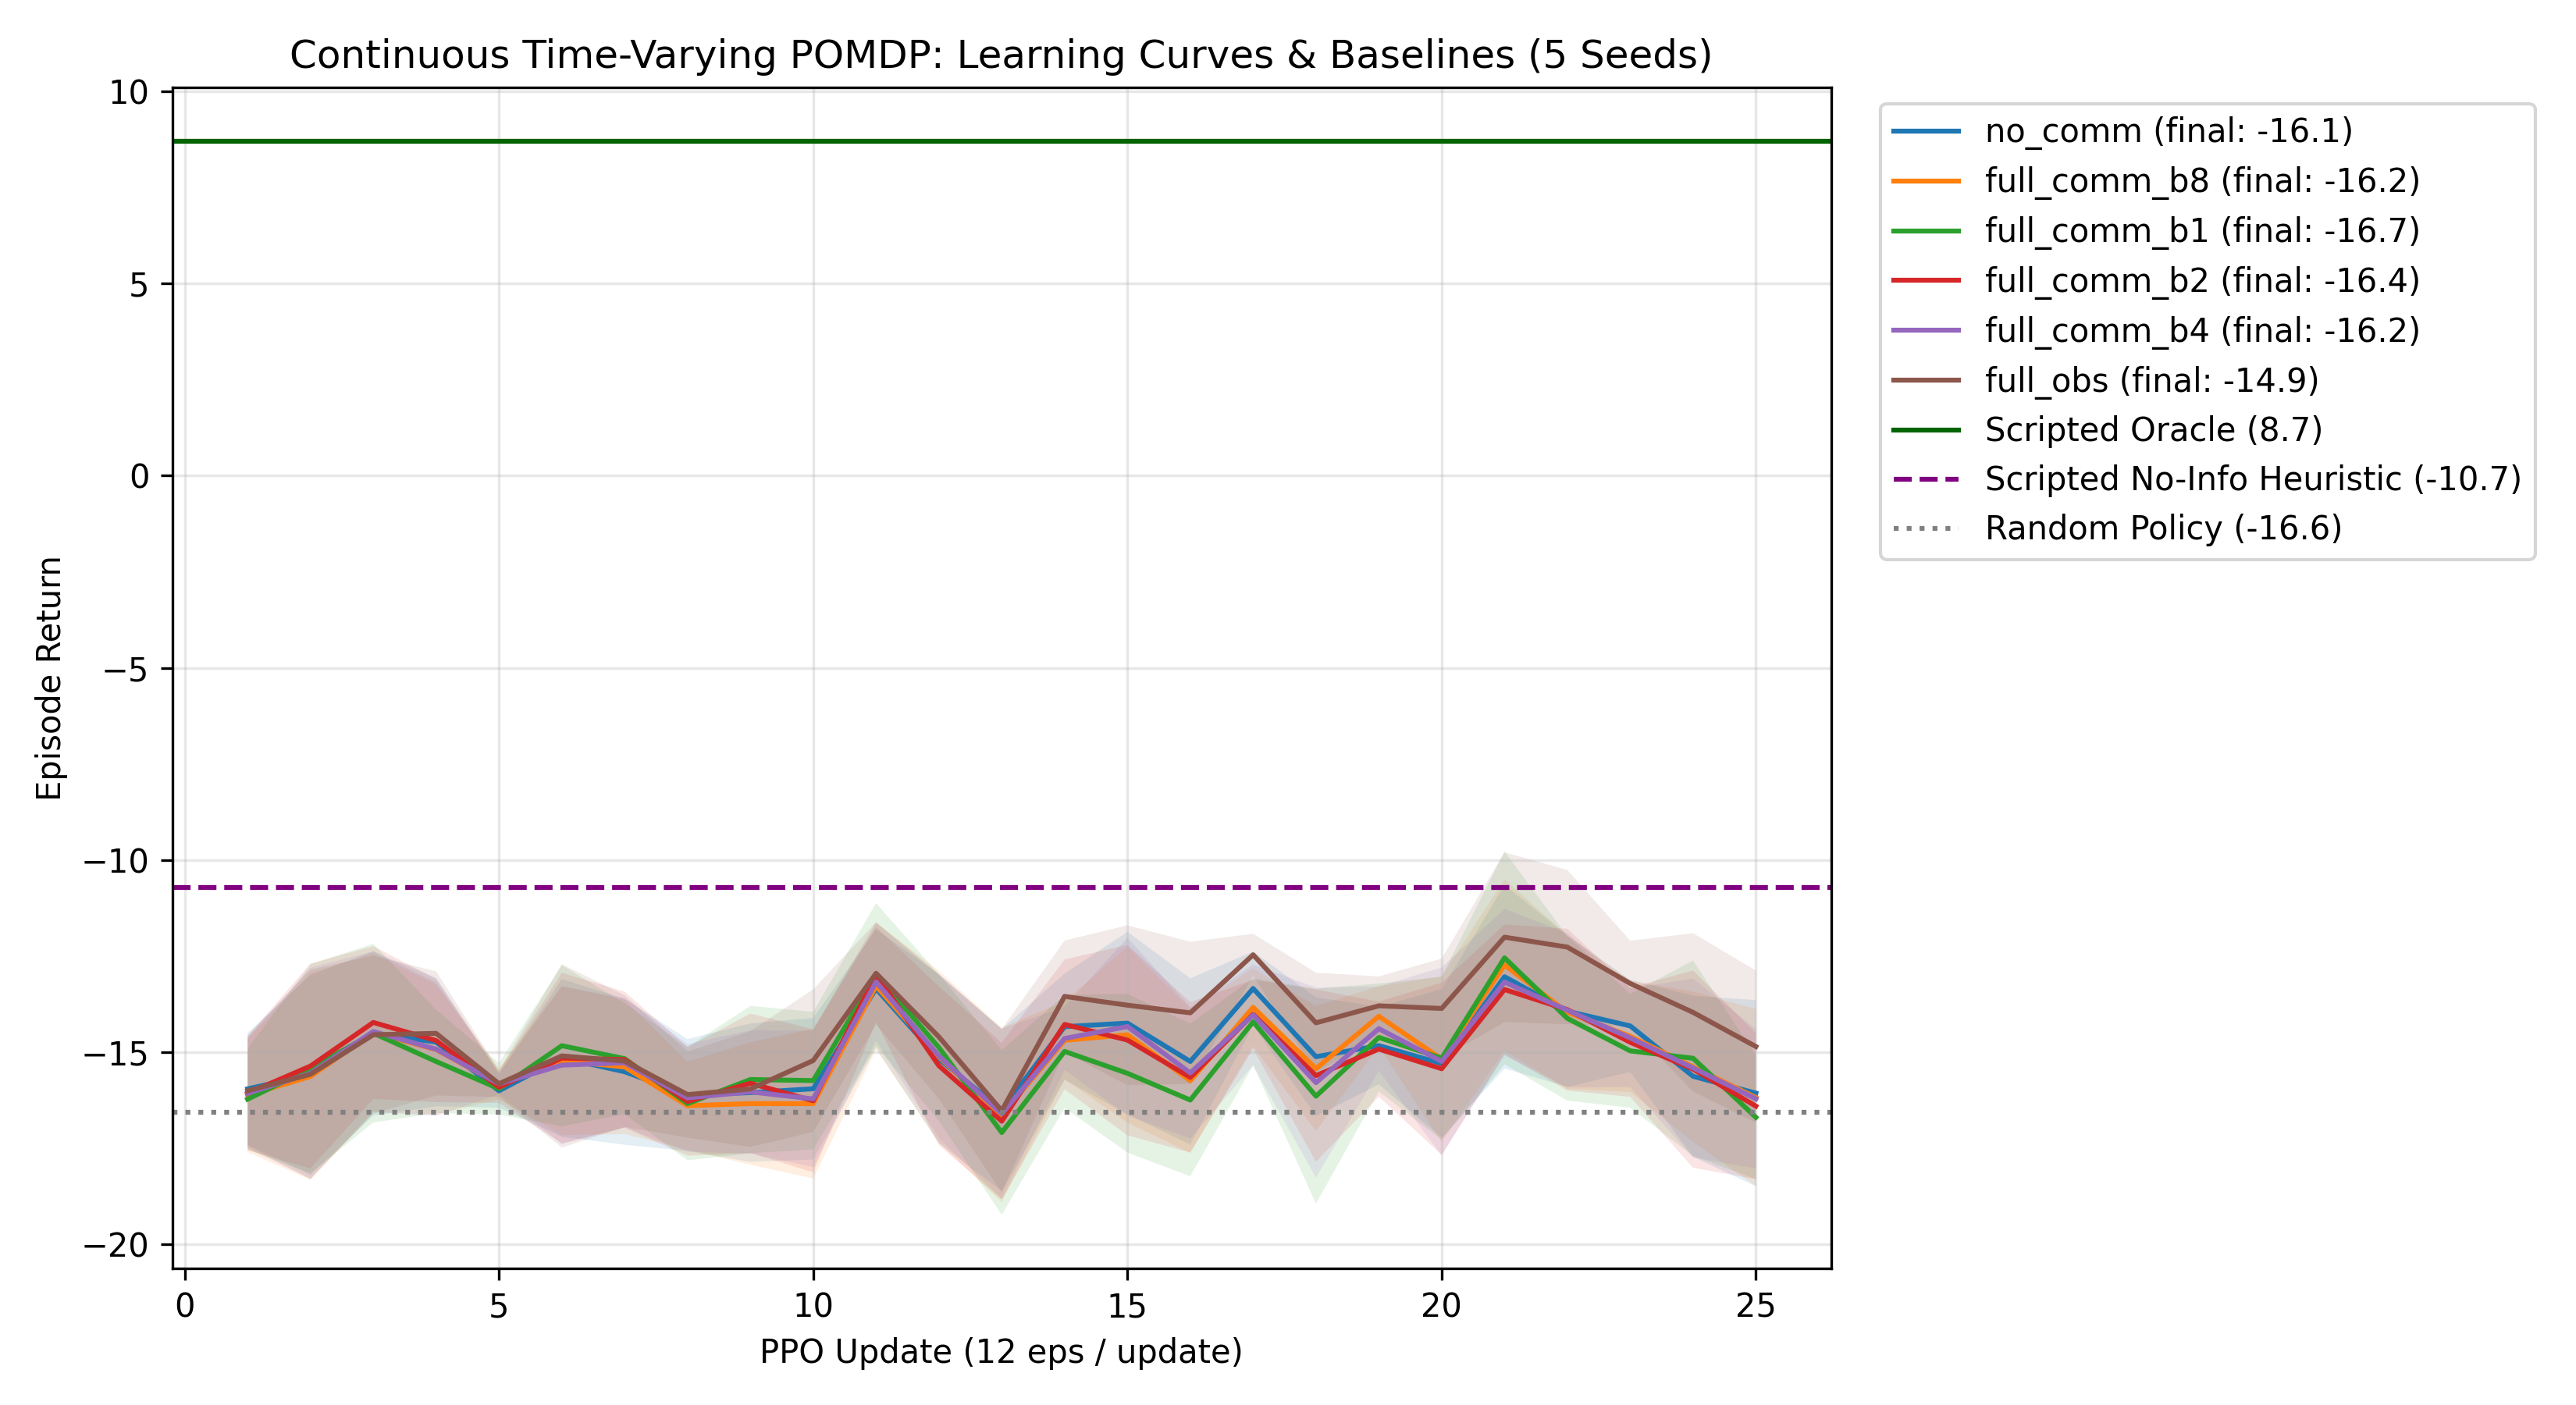 Continuous Time-Varying POMDP: Learning Curves & Baselines (5 Seeds)
10
5
0
−5
−10
−15
−20
Episode Return
0
5
10
15
20
25
PPO Update (12 eps / update)
no_comm (final: -16.1)
full_comm_b8 (final: -16.2)
full_comm_b1 (final: -16.7)
full_comm_b2 (final: -16.4)
full_comm_b4 (final: -16.2)
full_obs (final: -14.9)
Scripted Oracle (8.7)
Scripted No-Info Heuristic (-10.7)
Random Policy (-16.6)